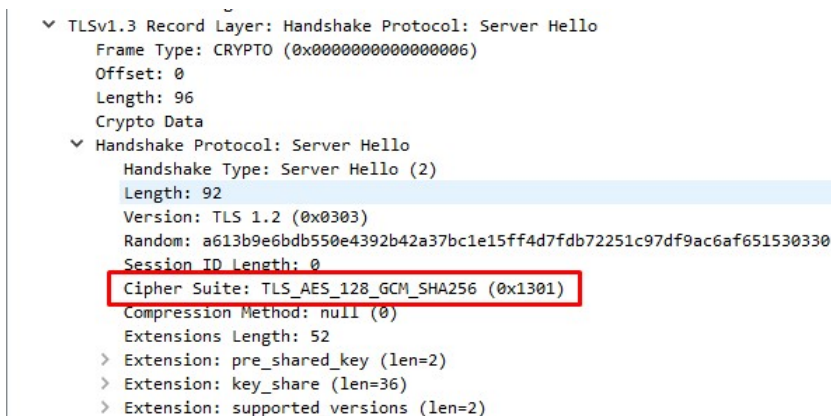 TLSv1.3 Record Layer: Handshake Protocol: Server Hello
Frame Type: CRYPTO (0x0000000000000006)
Offset: 0
Length: 96
Crypto Data
Handshake Protocol: Server Hello
Handshake Type: Server Hello (2)
Length: 92
Version: TLS 1.2 (0x0303)
Random: a613b9e6bdb550e4392b42a37bc1e15ff4d7fdb72251c97df9ac6af651530330
Session ID Length: 0
Cipher Suite: TLS_AES_128_GCM_SHA256 (0x1301)
Compression Method: null (0)
Extensions Length: 52
Extension: pre_shared_key (len=2)
Extension: key_share (len=36)
Extension: supported_versions (len=2)